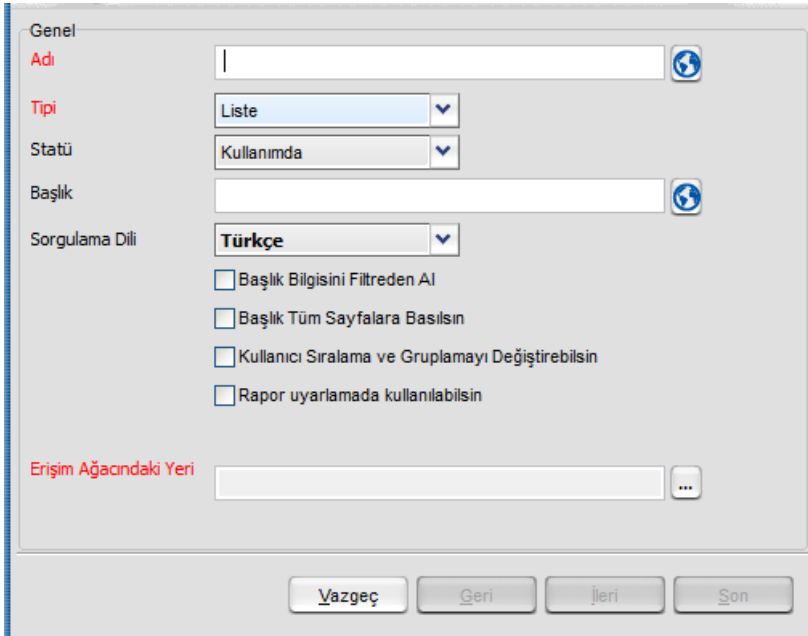 Genel
Adı
Tipi Liste
Statü Kullanımda
Başlık
Sorgulama Dili Türkçe
Başlık Bilgisini Filtreden Al
Başlık Tüm Sayfalara Basılsın
Kullanıcı Sıralama ve Gruplamayı Değiştirebilsin
Rapor uyarlamada kullanılabilsin
Erişim Ağacındaki Yeri ...
Vazgeç Geri İleri Son